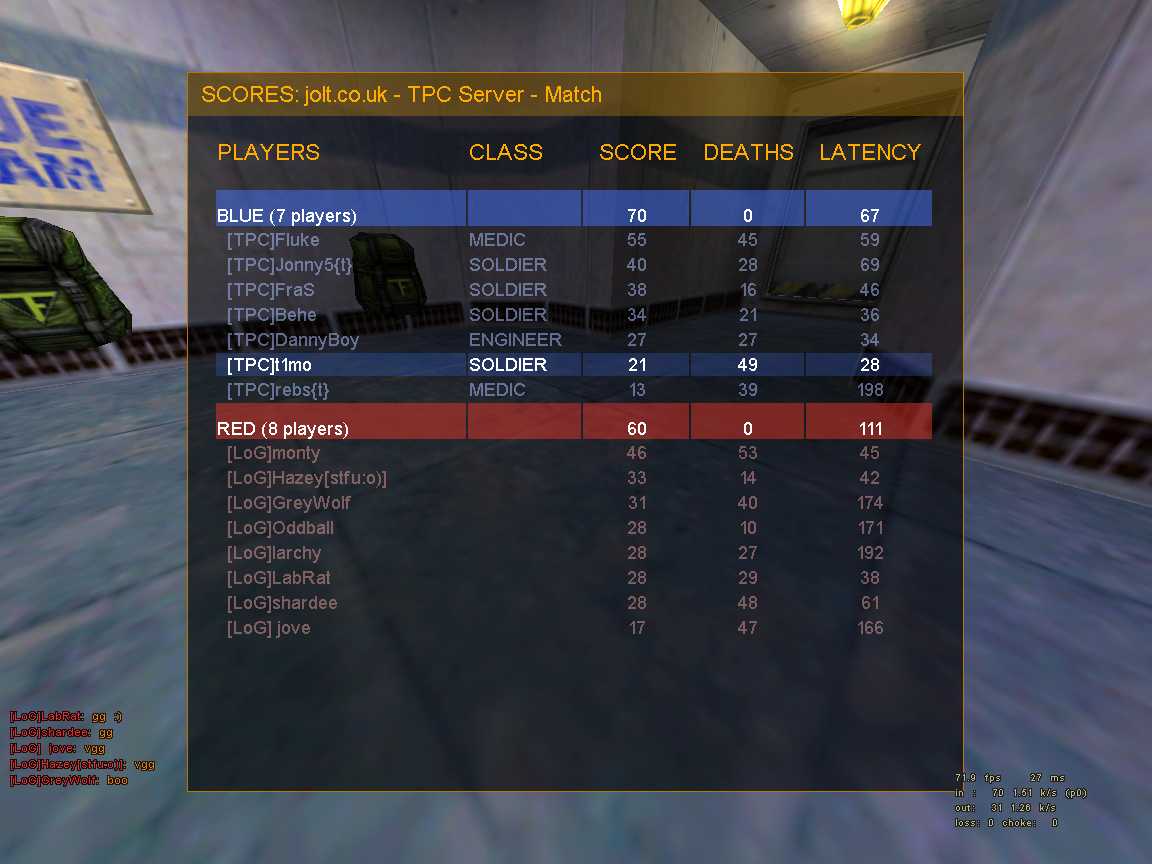 SCORES: jolt.co.uk - TPC Server - Match
PLAYERS CLASS SCORE DEATHS LATENCY
BLUE (7 players) 70 0 67
[TPC]Fluke MEDIC 55 45 59
[TPC]Jonny5{t} SOLDIER 40 28 69
[TPC]FraS SOLDIER 38 16 46
[TPC]Behe SOLDIER 34 21 36
[TPC]DannyBoy ENGINEER 27 27 34
[TPC]t1mo SOLDIER 21 49 28
[TPC]rebs{t} MEDIC 13 39 198
RED (8 players) 60 0 111
[LoG]monty 46 53 45
[LoG]Hazey[stfu:o)] 33 14 42
[LoG]GreyWolf 31 40 174
[LoG]Oddball 28 10 171
[LoG]larchy 28 27 192
[LoG]LabRat 28 29 38
[LoG]shardee 28 48 61
[LoG] jove 17 47 166
UE
AM
[LoG]LabRat: gg :)
[LoG]shardee: gg
[LoG] jove: vgg
[LoG]Hazey[stfu:o)]: vgg
[LoG]GreyWolf: boo
71.9 fps 27 ms
in : 70 1.51 k/s (p0)
out: 31 1.26 k/s
loss: 0 choke: 0